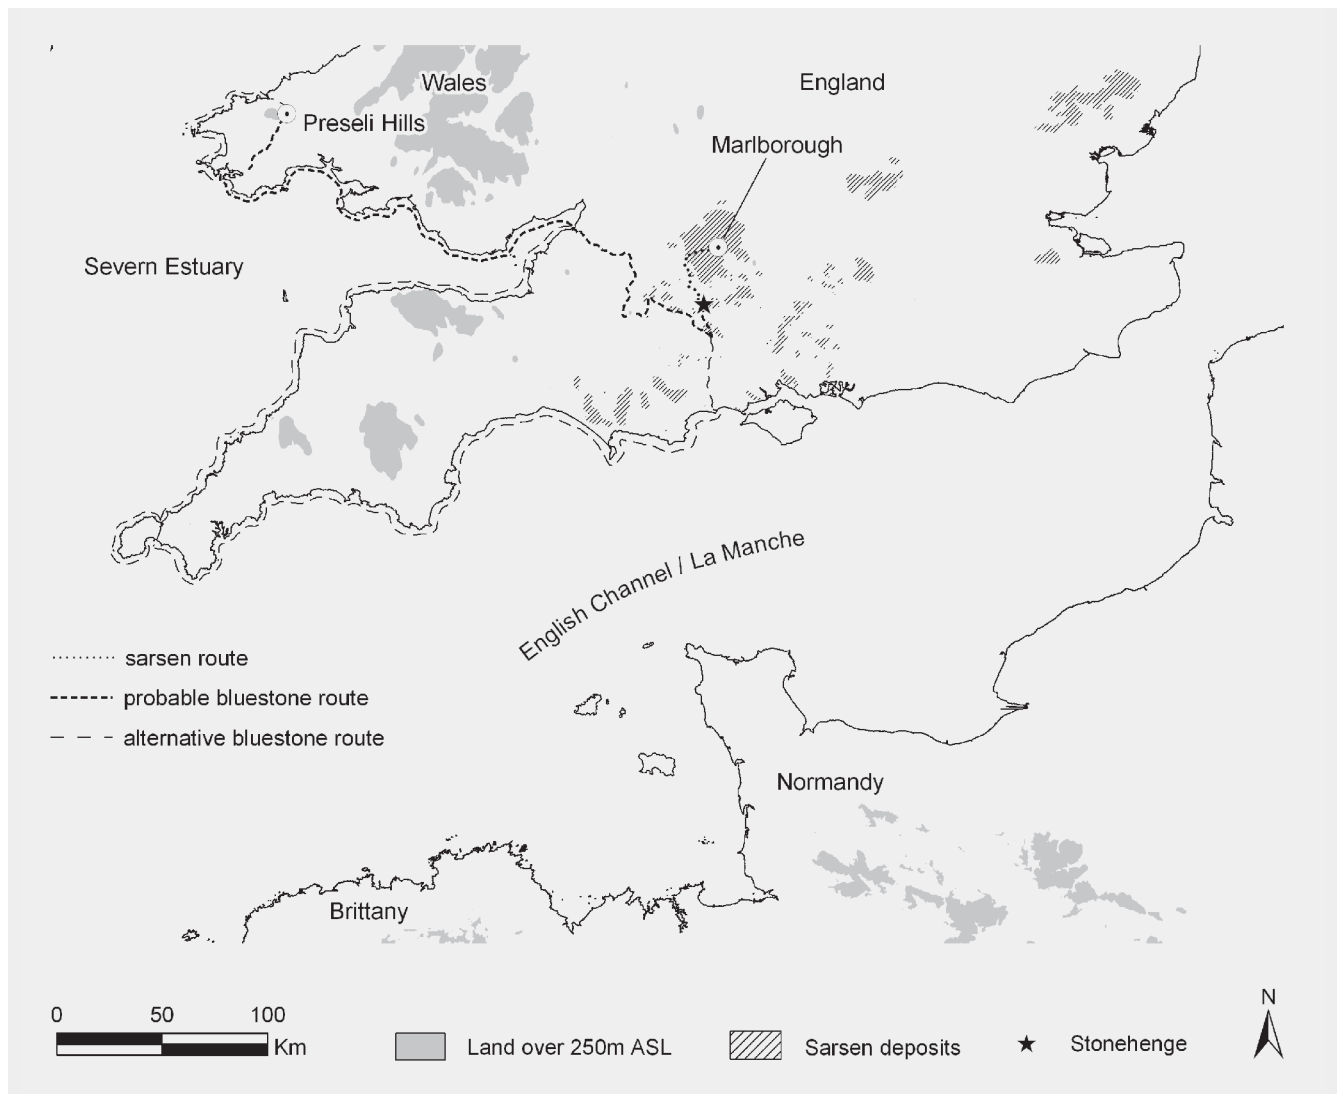 Wales
England
Preseli Hills
Marlborough
Severn Estuary
English Channel / La Manche
sarsen route
probable bluestone route
alternative bluestone route
Normandy
Brittany
0 50 100
Km
Land over 250m ASL
Sarsen deposits
Stonehenge
N